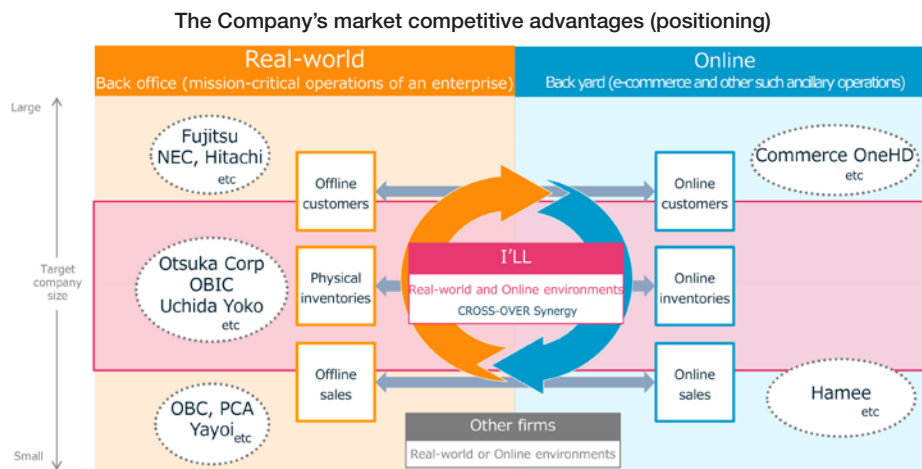 The Company's market competitive advantages (positioning)
Real-world
Back office (mission-critical operations of an enterprise)
Online
Back yard (e-commerce and other such ancillary operations)
Large
Target
company
size
Small
Fujitsu
NEC, Hitachi
etc
Offline
customers
Online
customers
Commerce OneHD
etc
Otsuka Corp
OBIC
Uchida Yoko
etc
Physical
inventories
I'LL
Real-world and Online environments
CROSS-OVER Synergy
Online
inventories
OBC, PCA
Yayoi etc
Offline
sales
Online
sales
Hamee
etc
Other firms
Real-world or Online environments